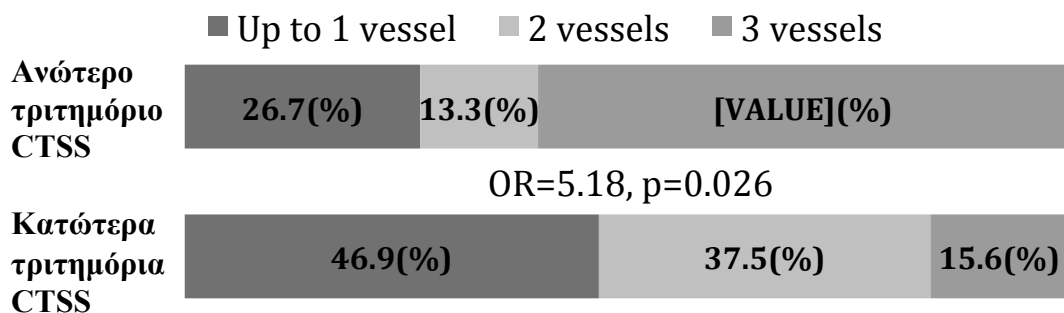 Up to 1 vessel 2 vessels 3 vessels
Ανώτερο
τριτημόριο
CTSS
26.7(%) 13.3(%) [VALUE](%)
OR=5.18, p=0.026
Κατώτερα
τριτημόρια
CTSS
46.9(%) 37.5(%) 15.6(%)